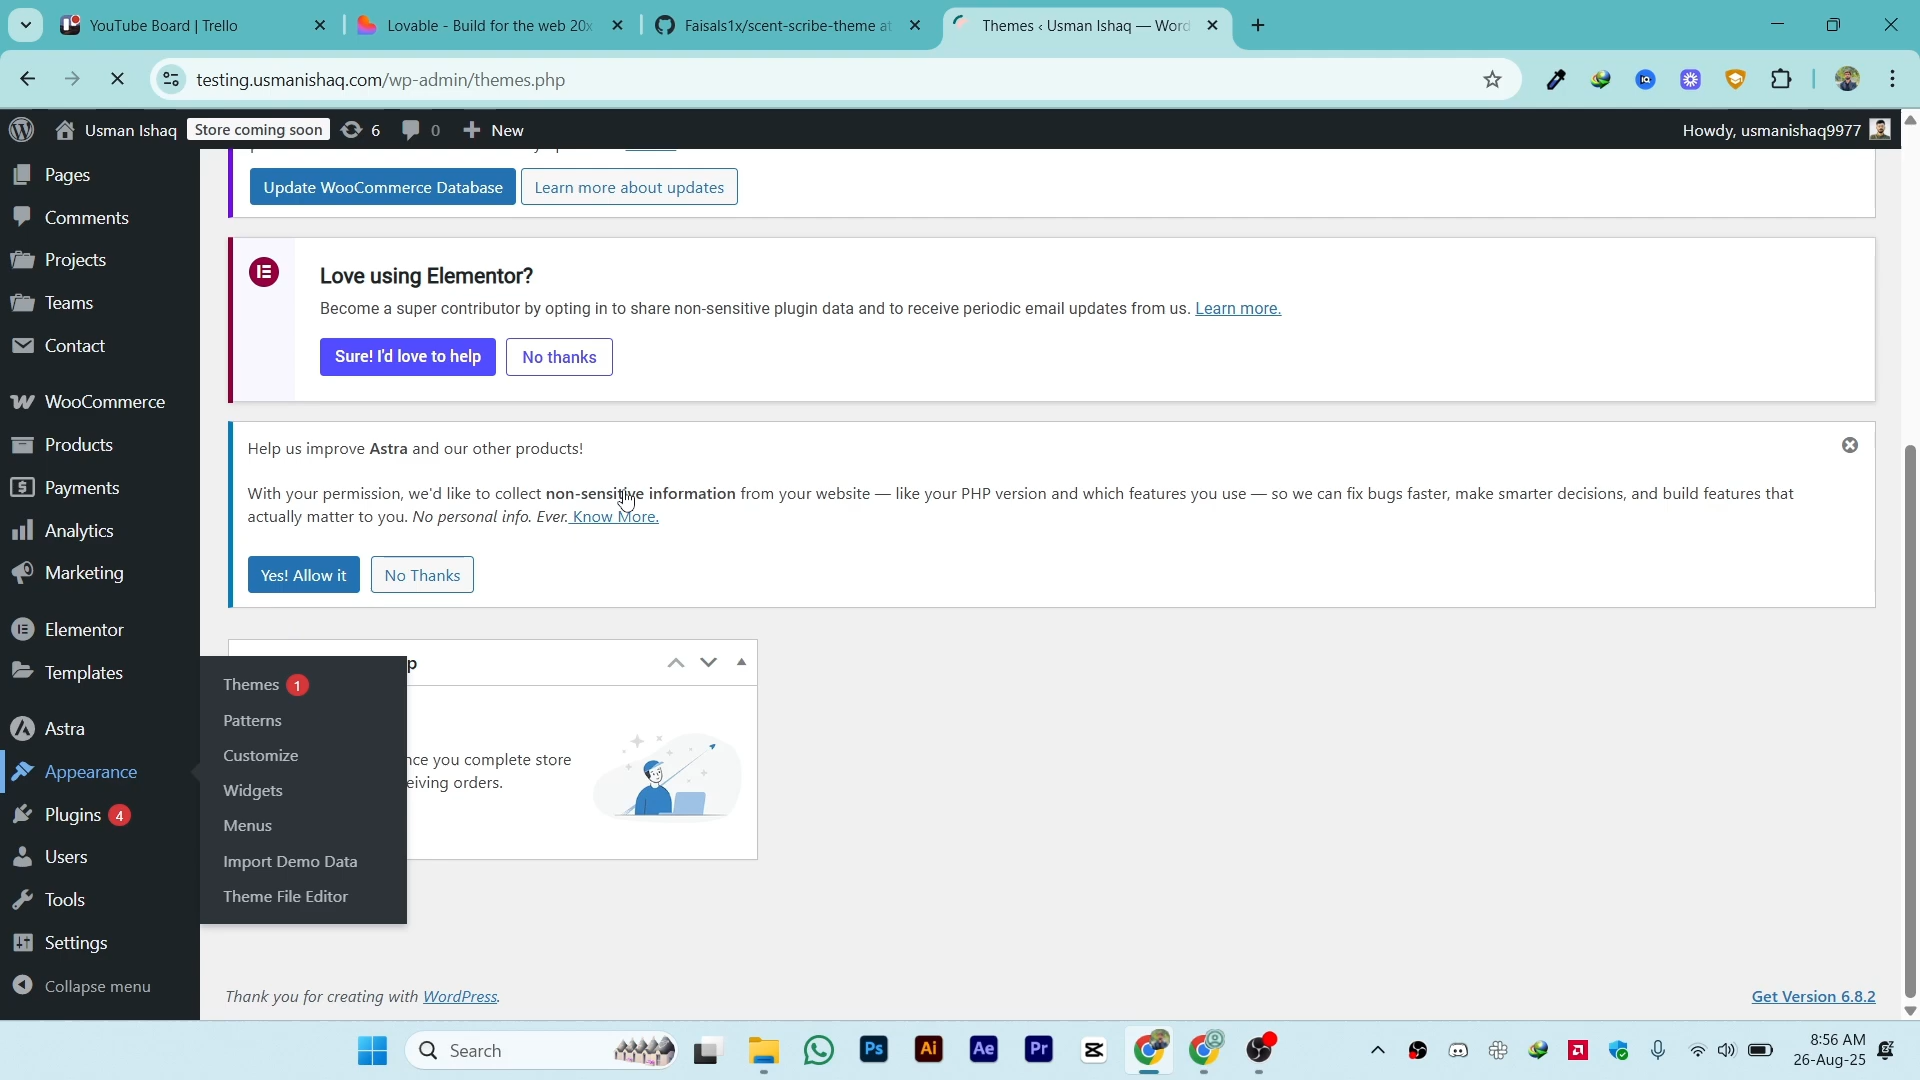 YouTube Board | Trello
Lovable - Build for the web 20x
Faisals1x/scent-scribe-theme at
Themes ‹ Usman Ishaq — Word
testing.usmanishaq.com/wp-admin/themes.php
Usman Ishaq
Store coming soon
6
0
New
Howdy, usmanishaq9977
Pages
Comments
Projects
Teams
Contact
WooCommerce
Products
Payments
Analytics
Marketing
Elementor
Templates
Astra
Appearance
Plugins 4
Users
Tools
Settings
Collapse menu
Update WooCommerce Database
Learn more about updates
Love using Elementor?
Become a super contributor by opting in to share non-sensitive plugin data and to receive periodic email updates from us. Learn more.
Sure! I'd love to help
No thanks
Help us improve Astra and our other products!
With your permission, we'd like to collect non-sensitive information from your website — like your PHP version and which features you use — so we can fix bugs faster, make smarter decisions, and build features that
actually matter to you. No personal info. Ever. Know More.
Yes! Allow it
No Thanks
p
nce you complete store
eiving orders.
Themes 1
Patterns
Customize
Widgets
Menus
Import Demo Data
Theme File Editor
Thank you for creating with WordPress.
Get Version 6.8.2
Search
Ps
Ai
Ae
Pr
8:56 AM
26-Aug-25